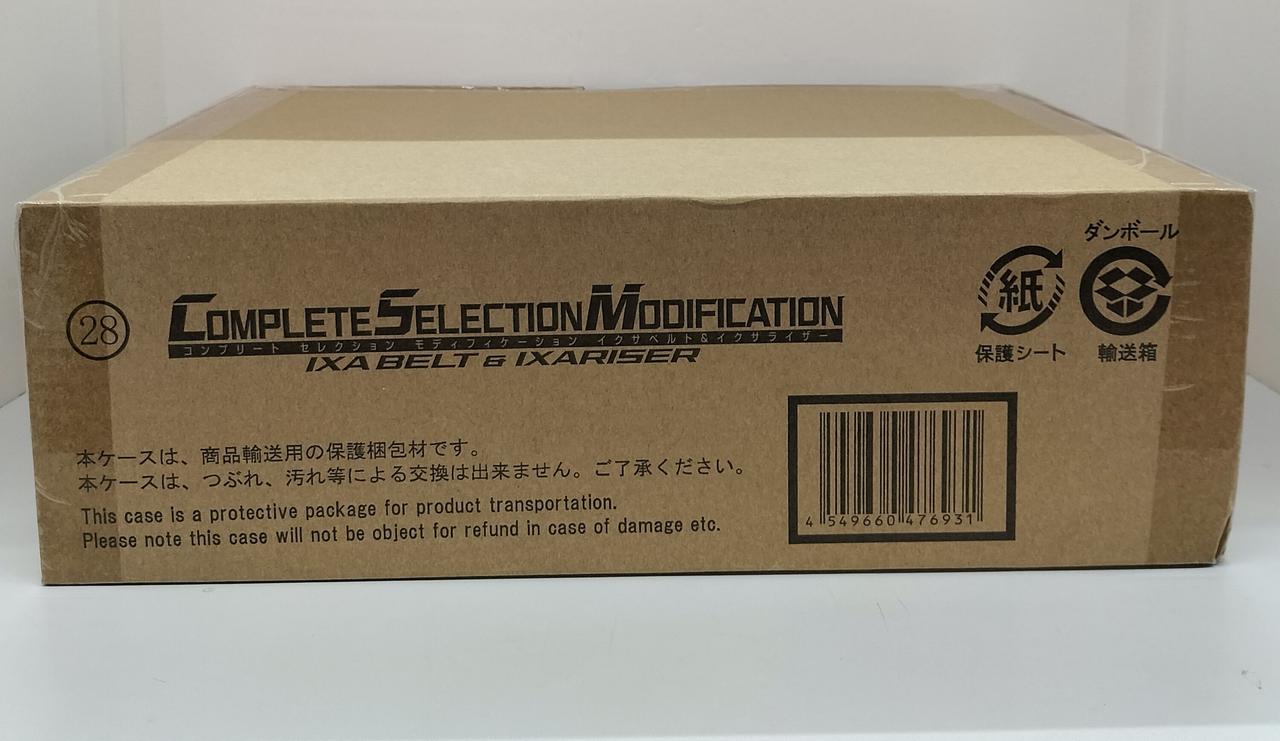 28
COMPLETE SELECTION MODIFICATION
コンプリート セレクション モディフィケーション イクサベルト&イクサライザー
IXA BELT & IXARISER
ダンボール
紙
保護シート
輸送箱
本ケースは、商品輸送用の保護梱包材です。
本ケースは、つぶれ、汚れ等による交換は出来ません。ご了承ください。
This case is a protective package for product transportation.
Please note this case will not be object for refund in case of damage etc.
4 549660 476931